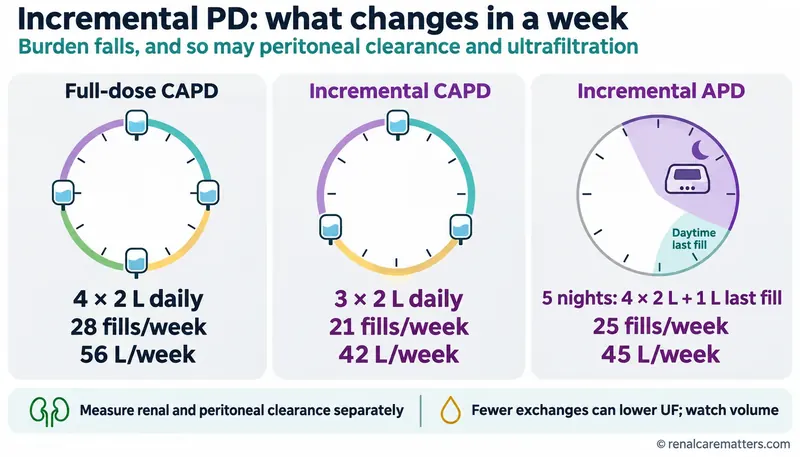 Incremental PD: what changes in a week
Burden falls, and so may peritoneal clearance and ultrafiltration
Full-dose CAPD
4 × 2 L daily
28 fills/week
56 L/week
Incremental CAPD
3 × 2 L daily
21 fills/week
42 L/week
Incremental APD
Daytime
last fill
5 nights: 4 × 2 L + 1 L last fill
25 fills/week
45 L/week
Measure renal and peritoneal clearance separately
Fewer exchanges can lower UF; watch volume
© renalcarematters.com